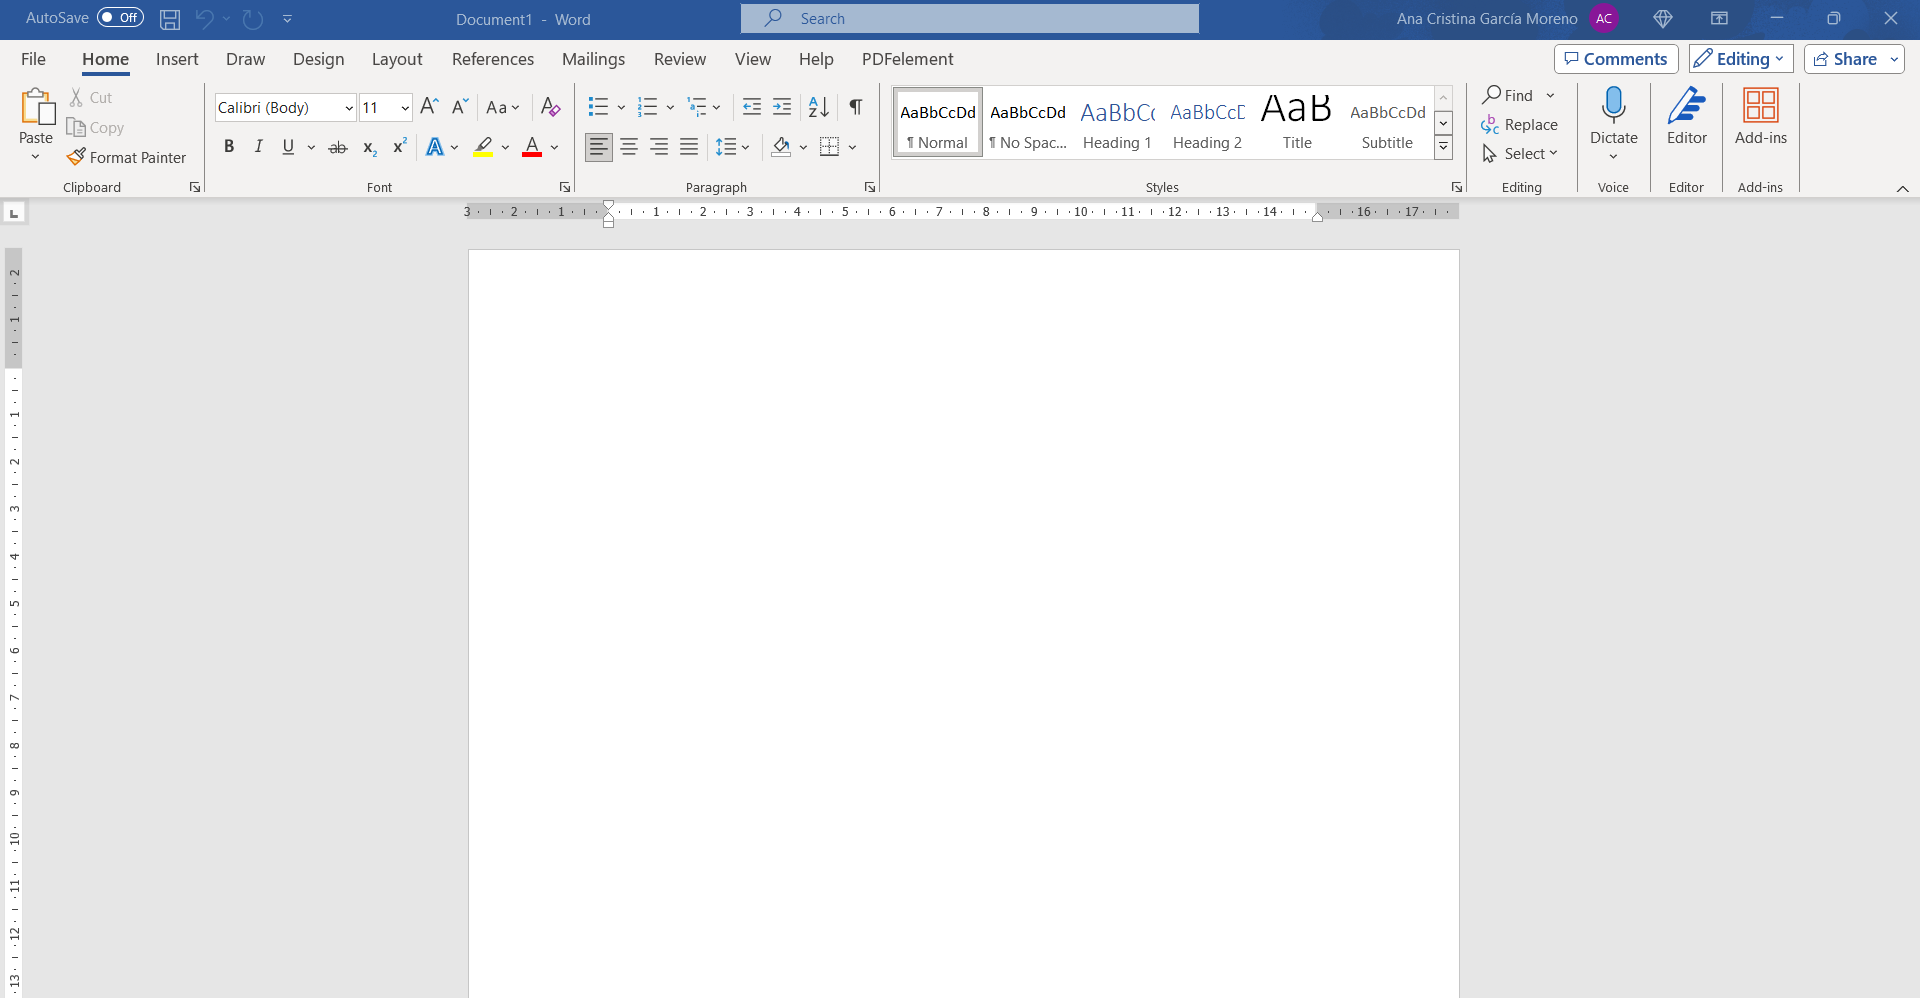 AutoSave Off Document1 - Word Search Ana Cristina García Moreno AC
File Home Insert Draw Design Layout References Mailings Review View Help PDFelement Comments Editing Share
Paste Cut Copy Format Painter Clipboard
Calibri (Body) 11 A A Aa A
B I U ab x₂ x² A A Font
A Z ¶ Paragraph
AaBbCcDd AaBbCcDd AaBbC( AaBbCcD AaB AaBbCcDd
¶ Normal ¶ No Spac... Heading 1 Heading 2 Title Subtitle
Styles
Find Replace Select Editing
Dictate Voice
Editor Editor
Add-ins Add-ins
L 3 2 1 1 2 3 4 5 6 7 8 9 10 11 12 13 14 16 17
2 1 1 2 3 4 5 6 7 8 9 10 11 12 13